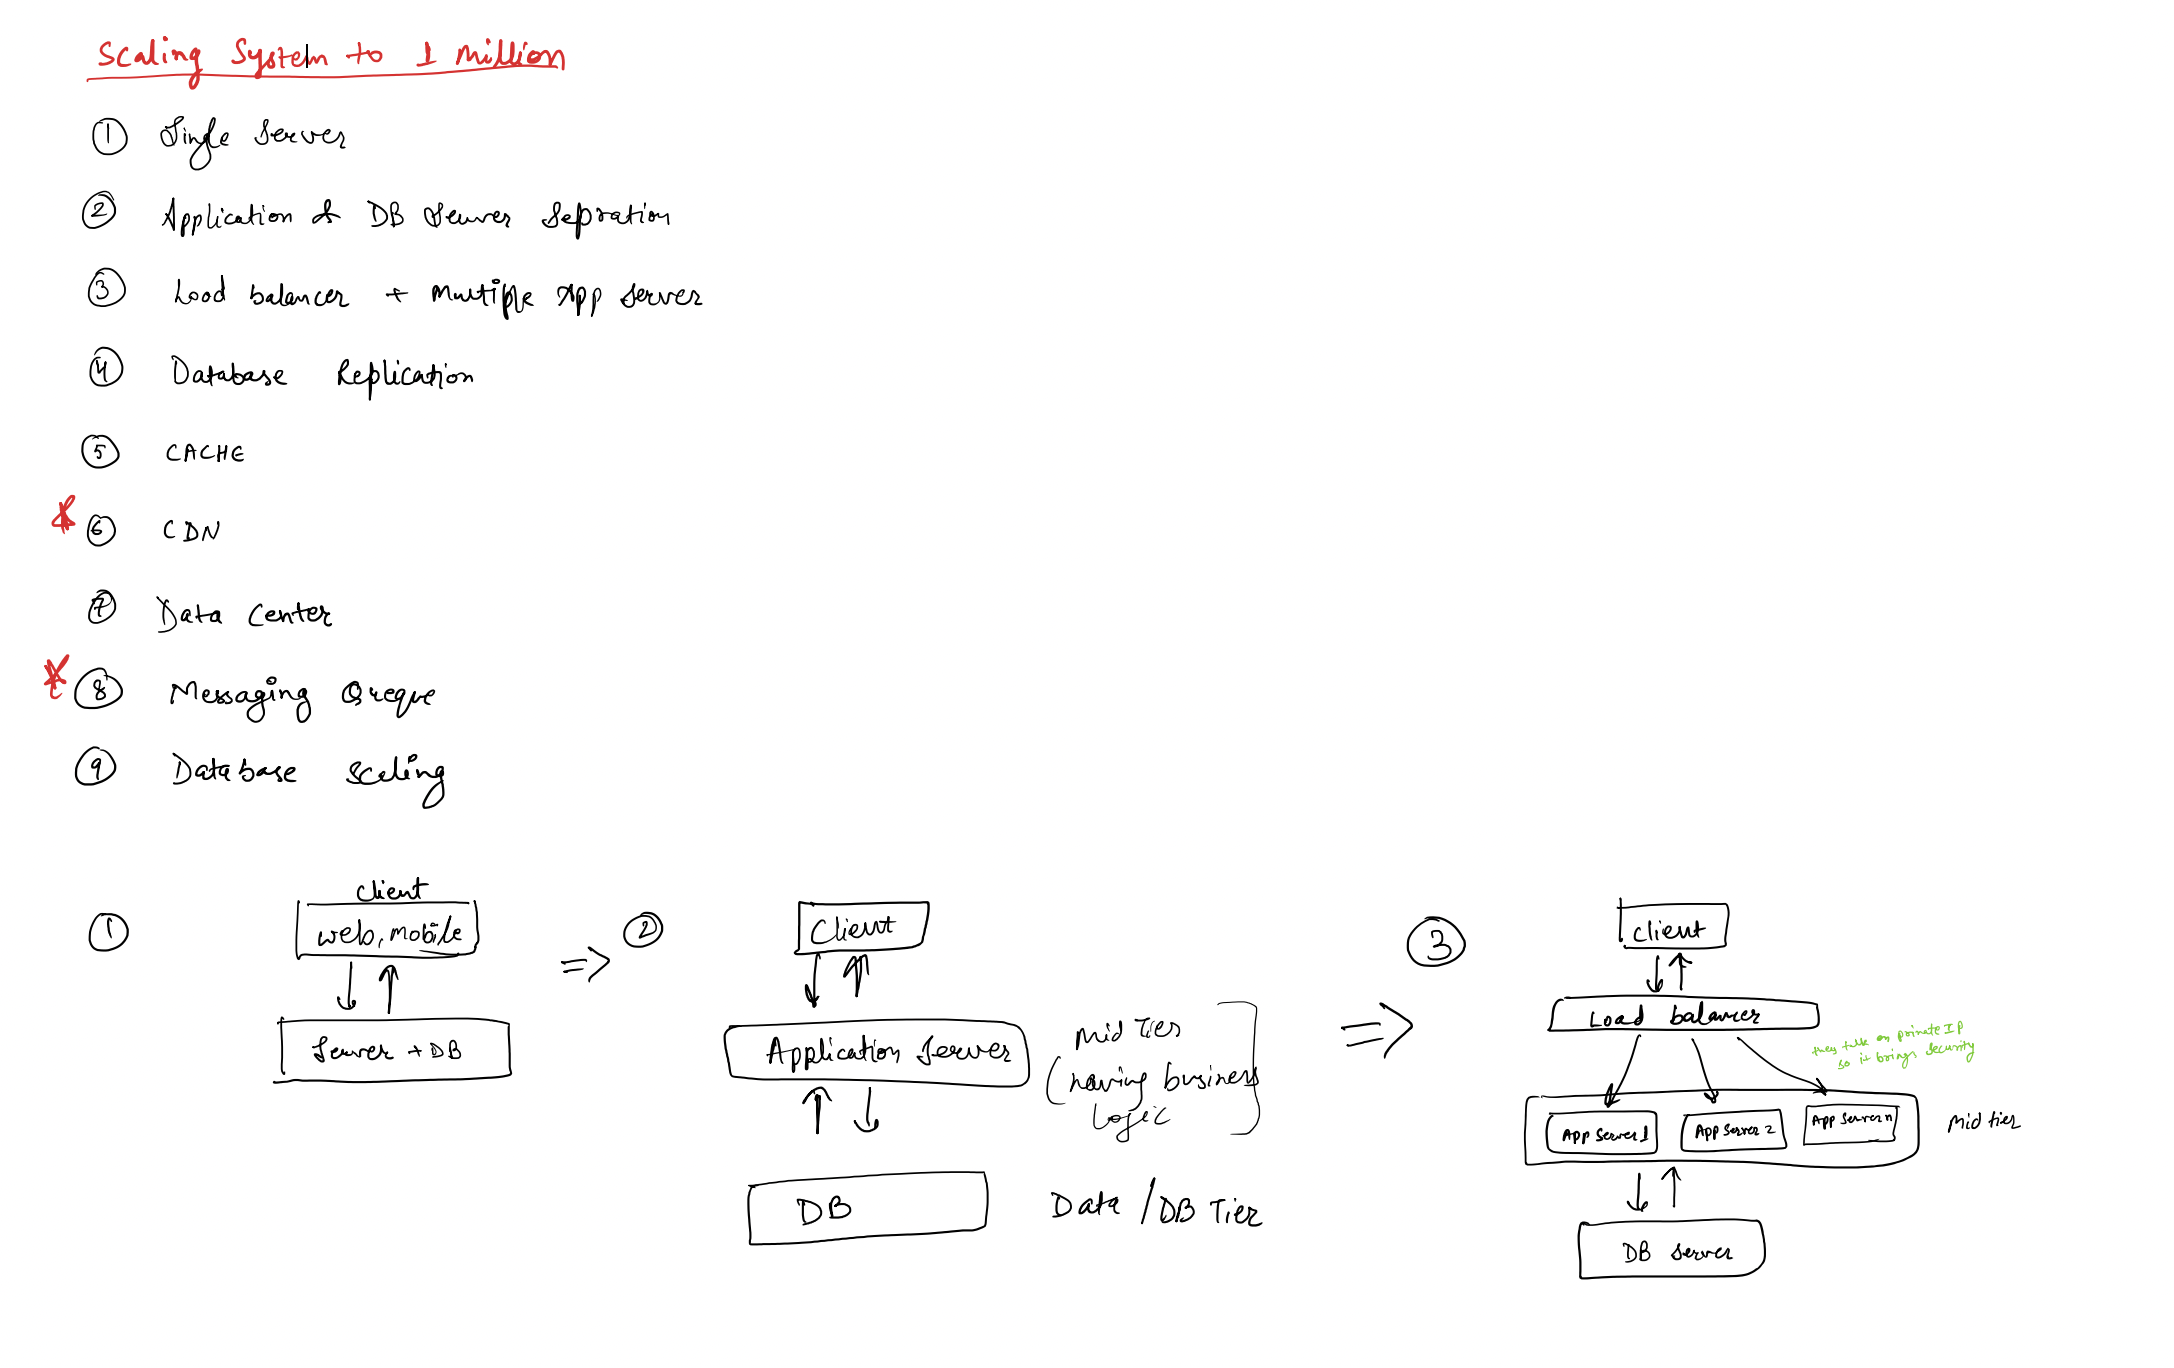 Scaling System to 1 Million
1 Single Server
2 Application & DB Server Sepration
3 Load balancer + Multiple App Server
4 Database Replication
5 CACHE
* 6 CDN
7 Data Center
* 8 Messaging Queque
9 Database Scaling
1
Client
web, mobile
Server + DB
=> 2
Client
Application Server
Mid Tier
(having business
Logic
DB
Data / DB Tier
=> 3
Client
Load balancer
they talk on private IP
so it brings security
App Server 1
App Server 2
App Server n
Mid tier
DB Server